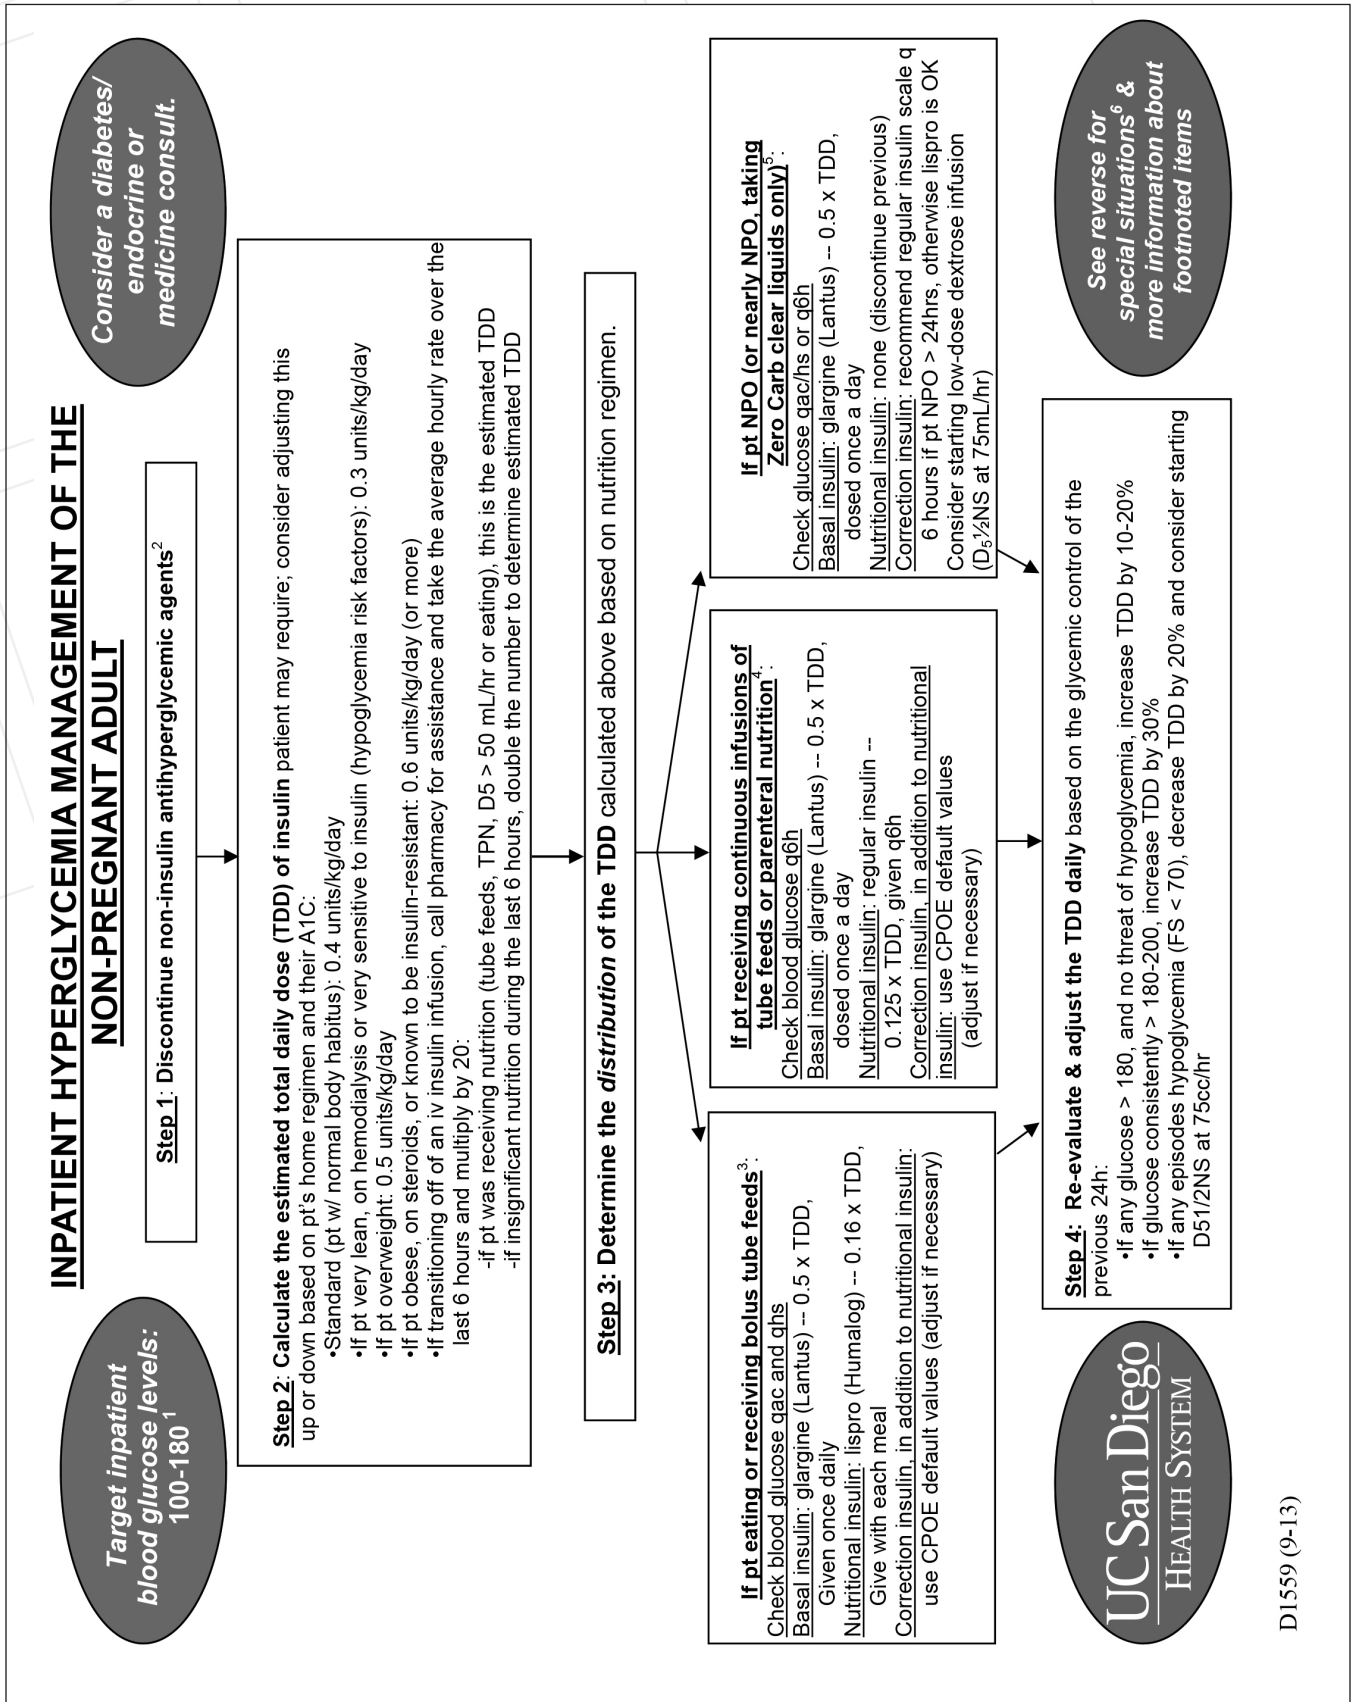 INPATIENT HYPERGLYCEMIA MANAGEMENT OF THE
NON-PREGNANT ADULT
Target inpatient
blood glucose levels:
100-180 1
Consider a diabetes/
endocrine or
medicine consult.
Step 1: Discontinue non-insulin antihyperglycemic agents2
Step 2: Calculate the estimated total daily dose (TDD) of insulin patient may require; consider adjusting this
up or down based on pt's home regimen and their A1C:
•Standard (pt w/ normal body habitus): 0.4 units/kg/day
•If pt very lean, on hemodialysis or very sensitive to insulin (hypoglycemia risk factors): 0.3 units/kg/day
•If pt overweight: 0.5 units/kg/day
•If pt obese, on steroids, or known to be insulin-resistant: 0.6 units/kg/day (or more)
•If transitioning off of an iv insulin infusion, call pharmacy for assistance and take the average hourly rate over the
last 6 hours and multiply by 20:
-if pt was receiving nutrition (tube feeds, TPN, D5 > 50 mL/hr or eating), this is the estimated TDD
-if insignificant nutrition during the last 6 hours, double the number to determine estimated TDD
Step 3: Determine the distribution of the TDD calculated above based on nutrition regimen.
If pt eating or receiving bolus tube feeds3:
Check blood glucose qac and qhs
Basal insulin: glargine (Lantus) -- 0.5 x TDD,
Given once daily
Nutritional insulin: lispro (Humalog) -- 0.16 x TDD,
Give with each meal
Correction insulin, in addition to nutritional insulin:
use CPOE default values (adjust if necessary)
If pt receiving continuous infusions of
tube feeds or parenteral nutrition4:
Check blood glucose q6h
Basal insulin: glargine (Lantus) -- 0.5 x TDD,
dosed once a day
Nutritional insulin: regular insulin --
0.125 x TDD, given q6h
Correction insulin, in addition to nutritional
insulin: use CPOE default values
(adjust if necessary)
If pt NPO (or nearly NPO, taking
Zero Carb clear liquids only)5:
Check glucose qac/hs or q6h
Basal insulin: glargine (Lantus) -- 0.5 x TDD,
dosed once a day
Nutritional insulin: none (discontinue previous)
Correction insulin: recommend regular insulin scale q
6 hours if pt NPO > 24hrs, otherwise lispro is OK
Consider starting low-dose dextrose infusion
(D5½NS at 75mL/hr)
Step 4: Re-evaluate & adjust the TDD daily based on the glycemic control of the
previous 24h:
•If any glucose > 180, and no threat of hypoglycemia, increase TDD by 10-20%
•If glucose consistently > 180-200, increase TDD by 30%
•If any episodes hypoglycemia (FS < 70), decrease TDD by 20% and consider starting
D51/2NS at 75cc/hr
UC San Diego
HEALTH SYSTEM
See reverse for
special situations6 &
more information about
footnoted items
D1559 (9-13)